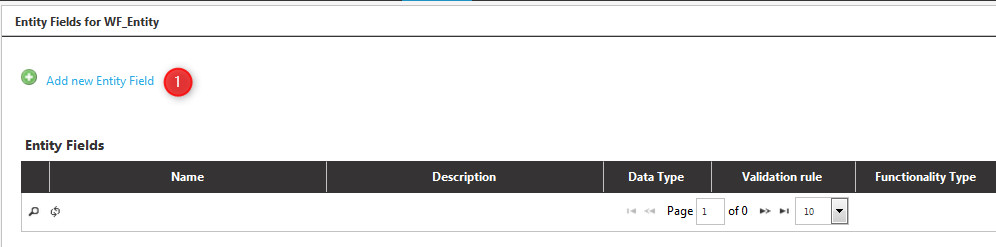 Entity Fields for WF_Entity
Add new Entity Field 1
Entity Fields
Name Description Data Type Validation rule Functionality Type
Page 1 of 0 10